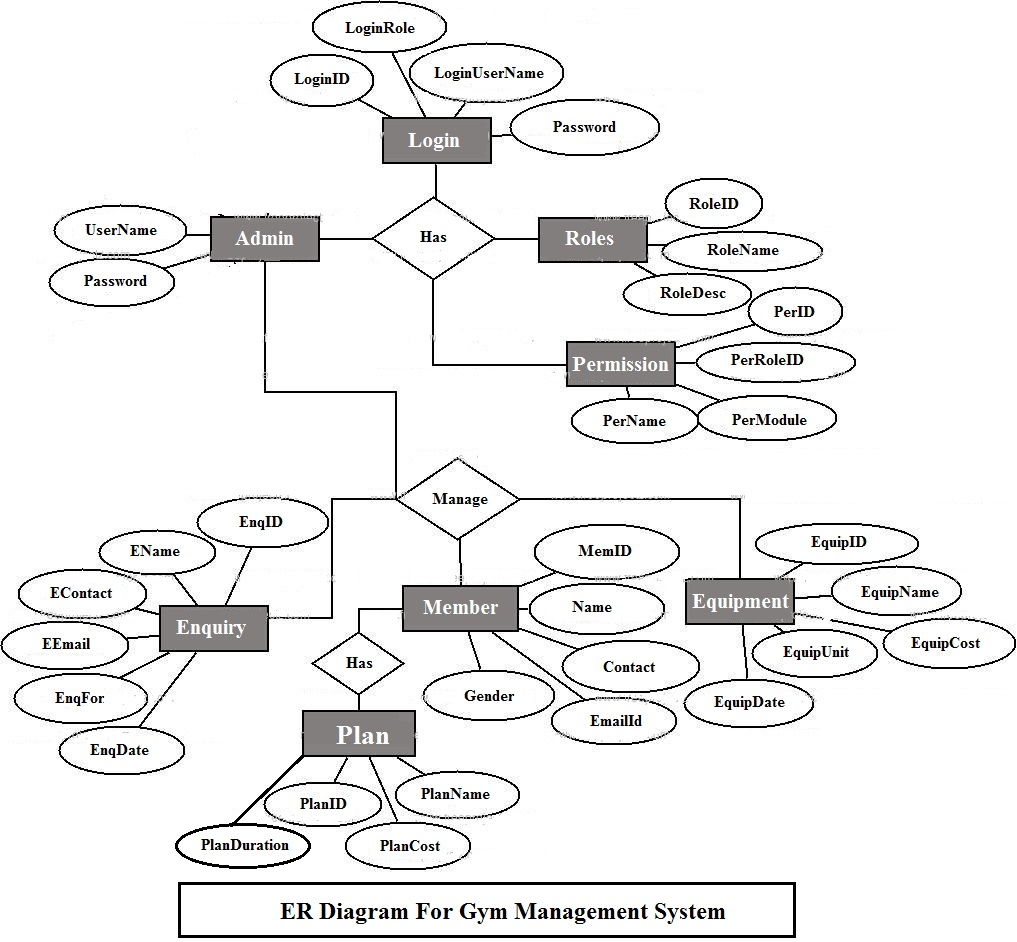 LoginRole
LoginID
LoginUserName
Password
Login
UserName
Password
Admin
Has
Roles
RoleID
RoleName
RoleDesc
PerID
Permission
PerRoleID
PerName
PerModule
Manage
EnqID
EName
EContact
EEmail
EnqFor
EnqDate
Enquiry
Member
MemID
Name
Contact
EmailId
Gender
Has
Equipment
EquipID
EquipName
EquipCost
EquipUnit
EquipDate
Plan
PlanID
PlanName
PlanDuration
PlanCost
ER Diagram For Gym Management System